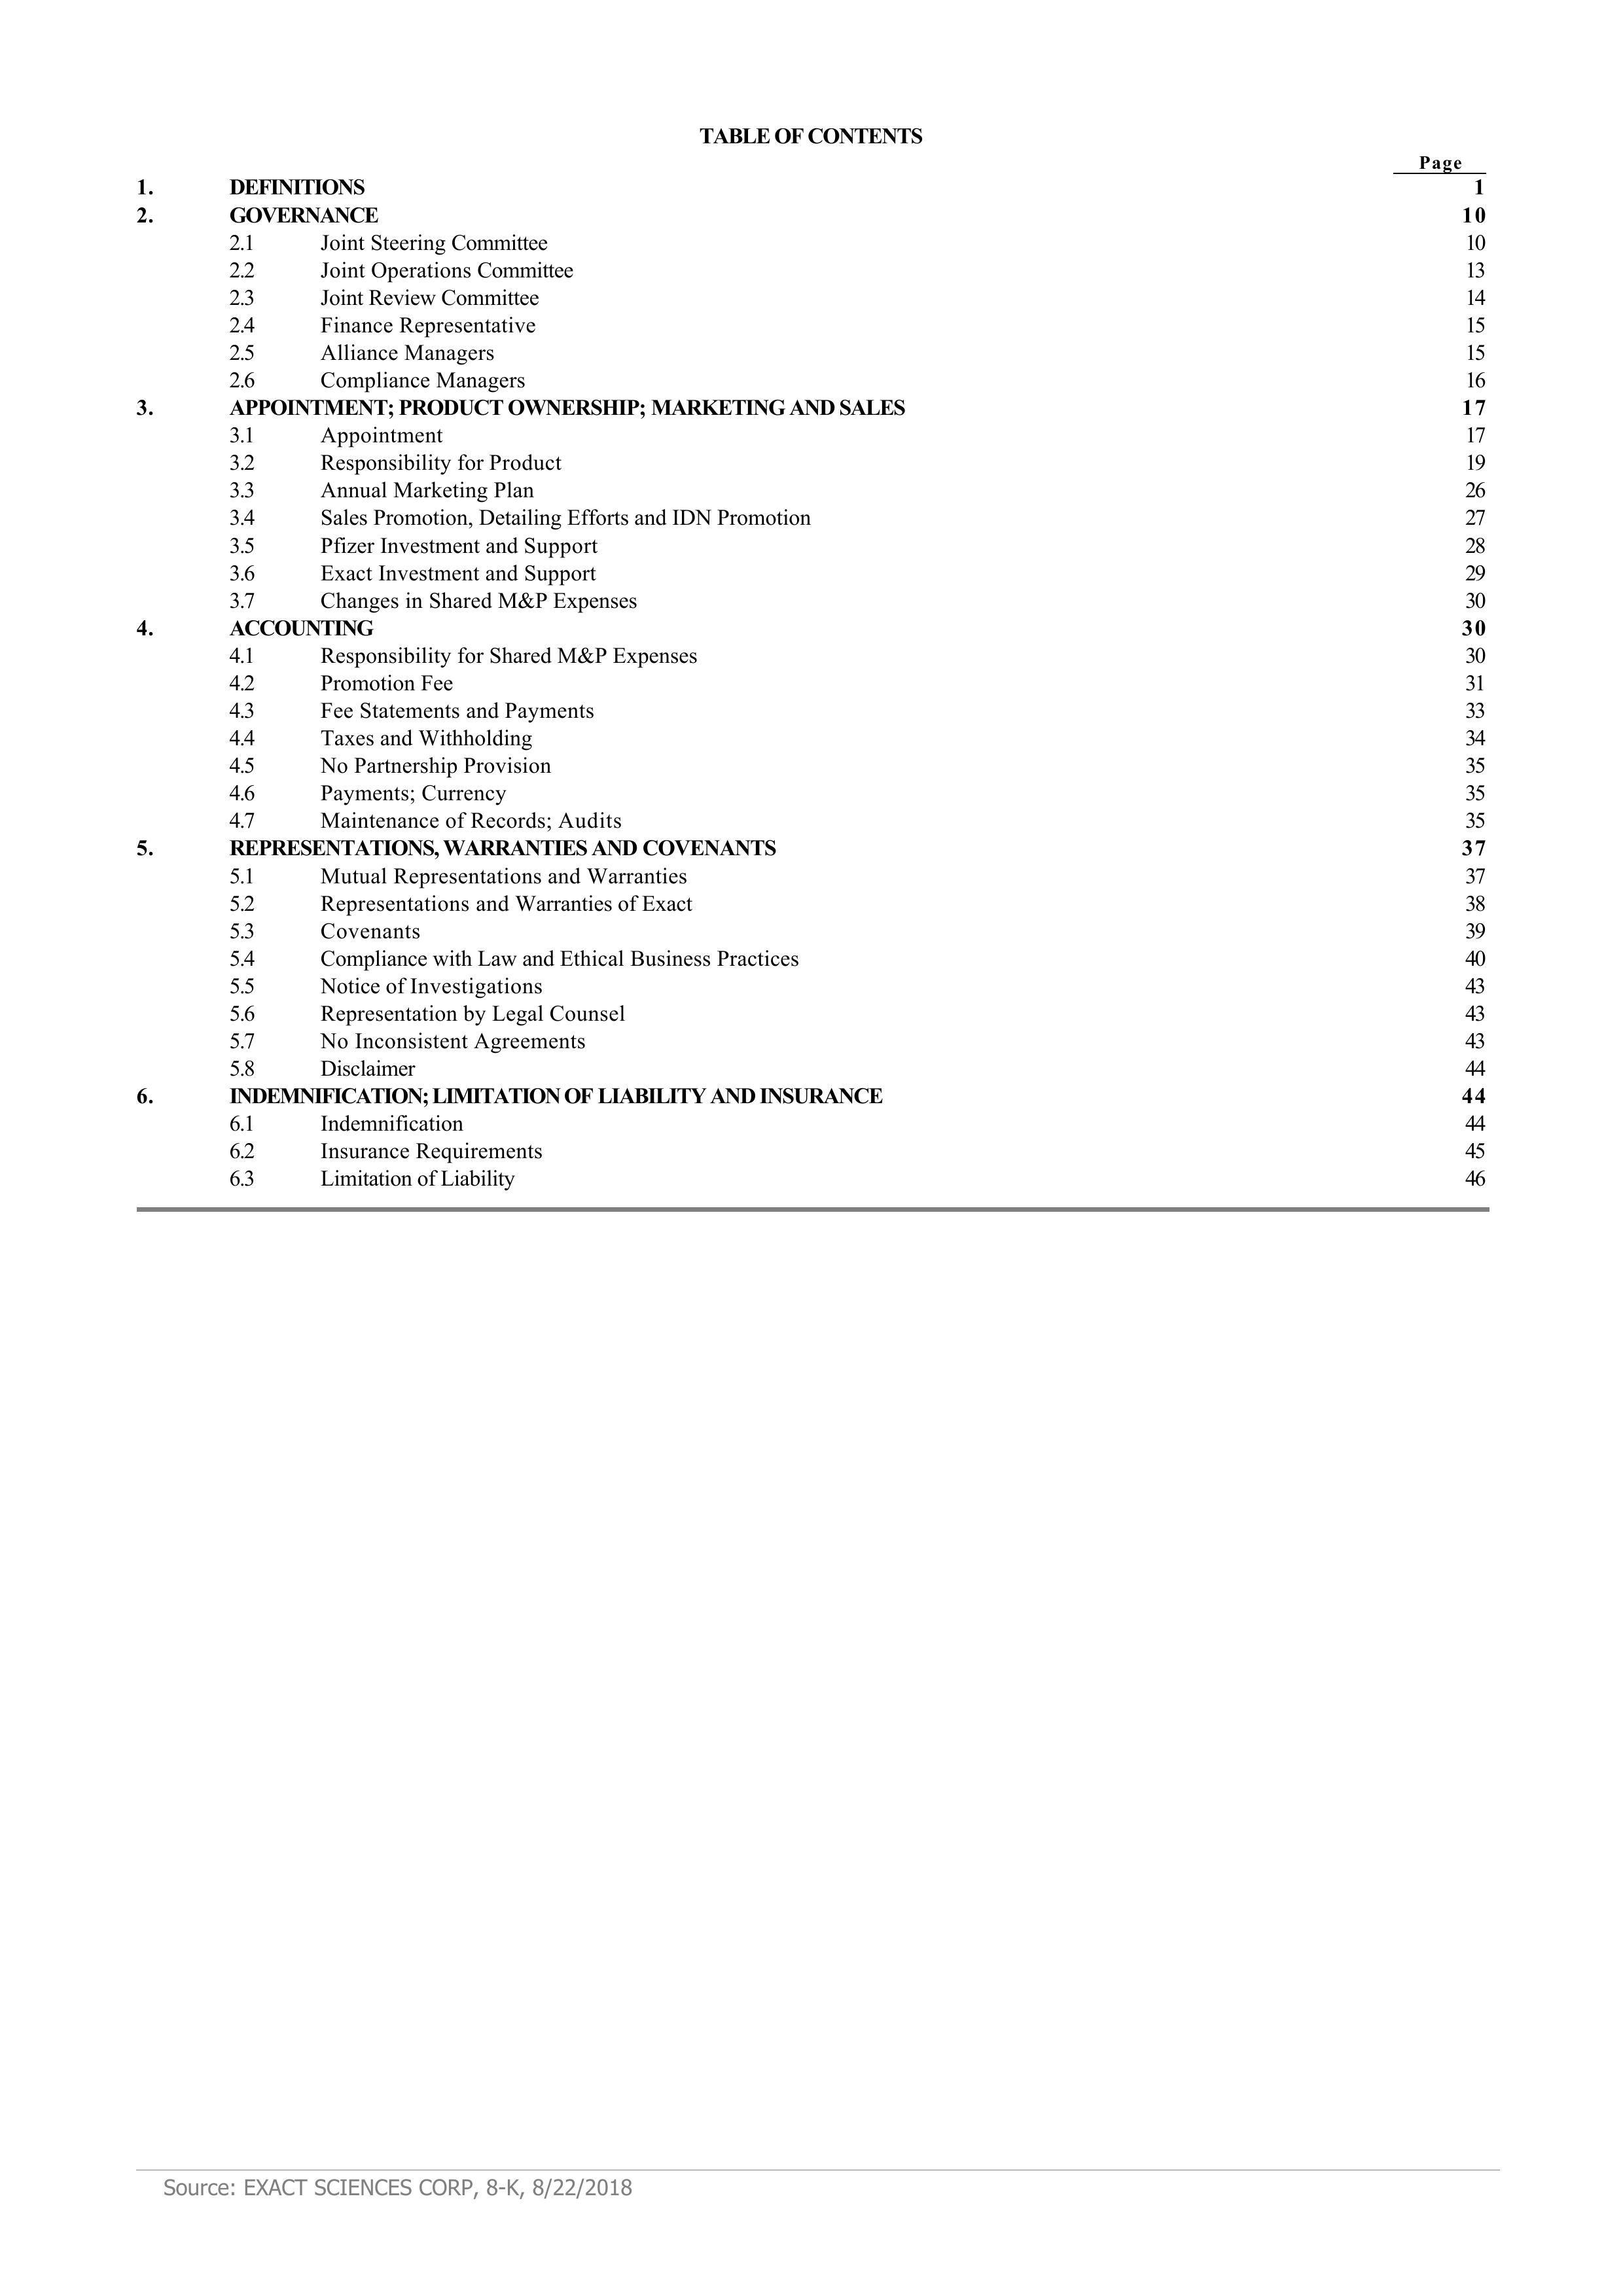 TABLE OF CONTENTS
Page
1. DEFINITIONS 1
2. GOVERNANCE 10
2.1 Joint Steering Committee 10
2.2 Joint Operations Committee 13
2.3 Joint Review Committee 14
2.4 Finance Representative 15
2.5 Alliance Managers 15
2.6 Compliance Managers 16
3. APPOINTMENT; PRODUCT OWNERSHIP; MARKETING AND SALES 17
3.1 Appointment 17
3.2 Responsibility for Product 19
3.3 Annual Marketing Plan 26
3.4 Sales Promotion, Detailing Efforts and IDN Promotion 27
3.5 Pfizer Investment and Support 28
3.6 Exact Investment and Support 29
3.7 Changes in Shared M&P Expenses 30
4. ACCOUNTING 30
4.1 Responsibility for Shared M&P Expenses 30
4.2 Promotion Fee 31
4.3 Fee Statements and Payments 33
4.4 Taxes and Withholding 34
4.5 No Partnership Provision 35
4.6 Payments; Currency 35
4.7 Maintenance of Records; Audits 35
5. REPRESENTATIONS, WARRANTIES AND COVENANTS 37
5.1 Mutual Representations and Warranties 37
5.2 Representations and Warranties of Exact 38
5.3 Covenants 39
5.4 Compliance with Law and Ethical Business Practices 40
5.5 Notice of Investigations 43
5.6 Representation by Legal Counsel 43
5.7 No Inconsistent Agreements 43
5.8 Disclaimer 44
6. INDEMNIFICATION; LIMITATION OF LIABILITY AND INSURANCE 44
6.1 Indemnification 44
6.2 Insurance Requirements 45
6.3 Limitation of Liability 46
Source: EXACT SCIENCES CORP, 8-K, 8/22/2018